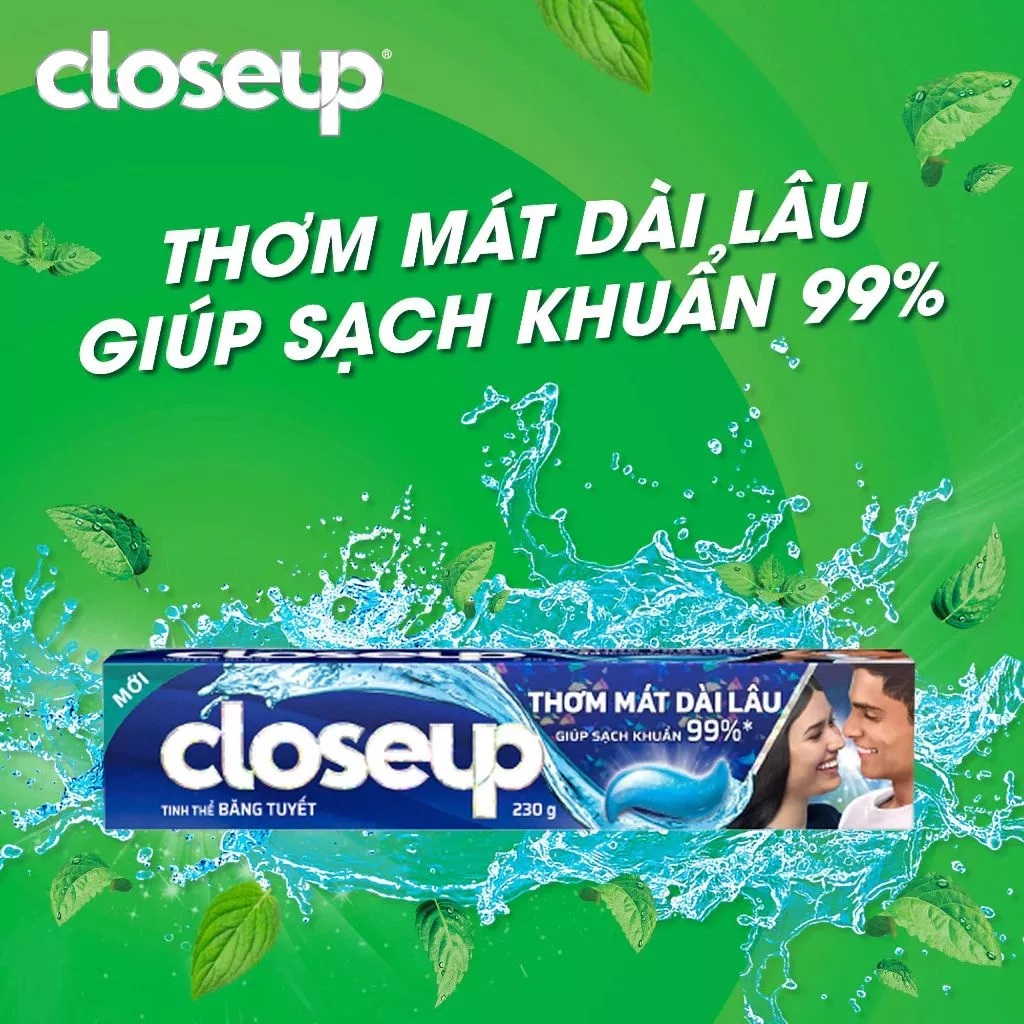 closeup®
THƠM MÁT DÀI LÂU
GIÚP SẠCH KHUẨN 99%
MỚI
closeup
THƠM MÁT DÀI LÂU
GIÚP SẠCH KHUẨN 99%*
TINH THỂ BĂNG TUYẾT
230 g